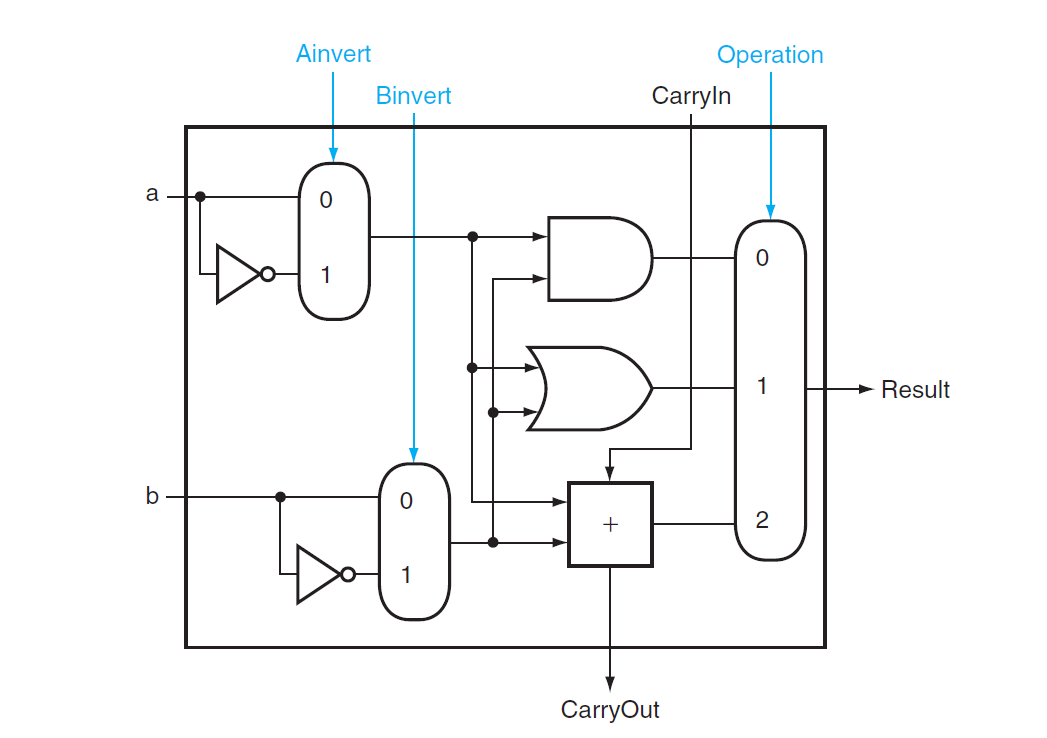 Ainvert
Operation
Binvert
CarryIn
a
0
1
0
1
Result
b
0
1
+
2
CarryOut